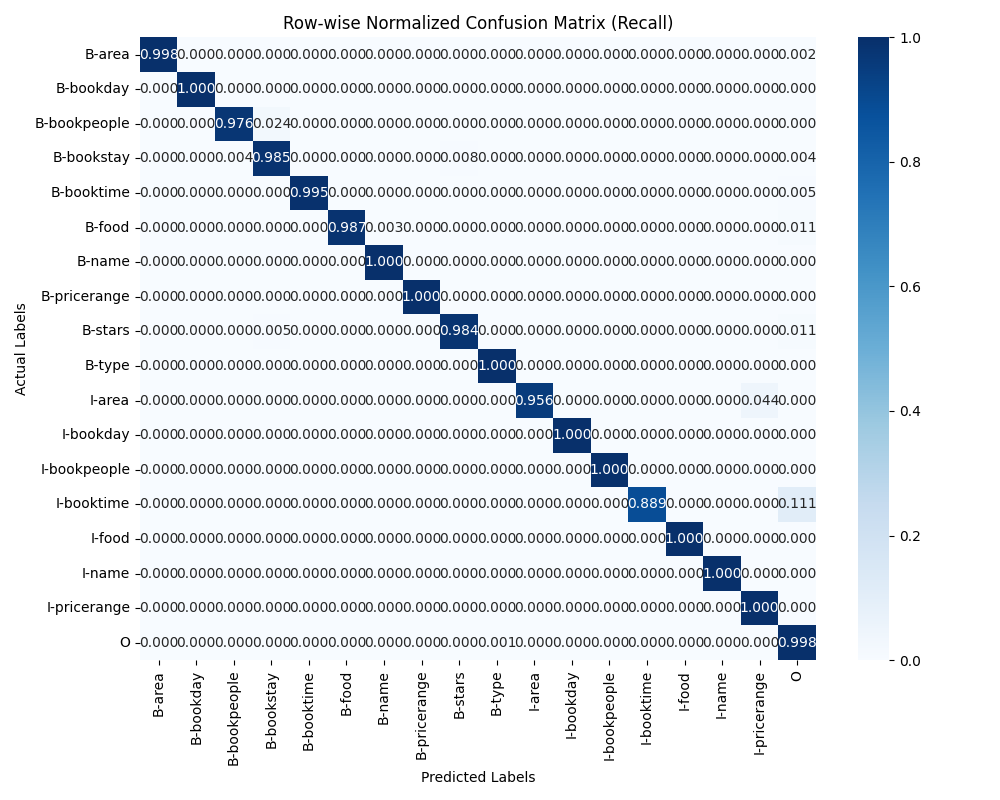 Row-wise Normalized Confusion Matrix (Recall)
Actual Labels
B-area 0.998 0.000 0.000 0.000 0.000 0.000 0.000 0.000 0.000 0.000 0.000 0.000 0.000 0.000 0.000 0.000 0.000 0.002
B-bookday 0.000 1.000 0.000 0.000 0.000 0.000 0.000 0.000 0.000 0.000 0.000 0.000 0.000 0.000 0.000 0.000 0.000 0.000
B-bookpeople 0.000 0.000 0.976 0.024 0.000 0.000 0.000 0.000 0.000 0.000 0.000 0.000 0.000 0.000 0.000 0.000 0.000 0.000
B-bookstay 0.000 0.000 0.004 0.985 0.000 0.000 0.000 0.000 0.008 0.000 0.000 0.000 0.000 0.000 0.000 0.000 0.000 0.004
B-booktime 0.000 0.000 0.000 0.000 0.995 0.000 0.000 0.000 0.000 0.000 0.000 0.000 0.000 0.000 0.000 0.000 0.000 0.005
B-food 0.000 0.000 0.000 0.000 0.000 0.987 0.003 0.000 0.000 0.000 0.000 0.000 0.000 0.000 0.000 0.000 0.000 0.011
B-name 0.000 0.000 0.000 0.000 0.000 0.000 1.000 0.000 0.000 0.000 0.000 0.000 0.000 0.000 0.000 0.000 0.000 0.000
B-pricerange 0.000 0.000 0.000 0.000 0.000 0.000 0.000 1.000 0.000 0.000 0.000 0.000 0.000 0.000 0.000 0.000 0.000 0.000
B-stars 0.000 0.000 0.000 0.005 0.000 0.000 0.000 0.000 0.984 0.000 0.000 0.000 0.000 0.000 0.000 0.000 0.000 0.011
B-type 0.000 0.000 0.000 0.000 0.000 0.000 0.000 0.000 0.000 1.000 0.000 0.000 0.000 0.000 0.000 0.000 0.000 0.000
I-area 0.000 0.000 0.000 0.000 0.000 0.000 0.000 0.000 0.000 0.000 0.956 0.000 0.000 0.000 0.000 0.000 0.044 0.000
I-bookday 0.000 0.000 0.000 0.000 0.000 0.000 0.000 0.000 0.000 0.000 0.000 1.000 0.000 0.000 0.000 0.000 0.000 0.000
I-bookpeople 0.000 0.000 0.000 0.000 0.000 0.000 0.000 0.000 0.000 0.000 0.000 0.000 1.000 0.000 0.000 0.000 0.000 0.000
I-booktime 0.000 0.000 0.000 0.000 0.000 0.000 0.000 0.000 0.000 0.000 0.000 0.000 0.000 0.889 0.000 0.000 0.000 0.111
I-food 0.000 0.000 0.000 0.000 0.000 0.000 0.000 0.000 0.000 0.000 0.000 0.000 0.000 0.000 1.000 0.000 0.000 0.000
I-name 0.000 0.000 0.000 0.000 0.000 0.000 0.000 0.000 0.000 0.000 0.000 0.000 0.000 0.000 0.000 1.000 0.000 0.000
I-pricerange 0.000 0.000 0.000 0.000 0.000 0.000 0.000 0.000 0.000 0.000 0.000 0.000 0.000 0.000 0.000 0.000 1.000 0.000
O 0.000 0.000 0.000 0.000 0.000 0.000 0.000 0.000 0.000 0.001 0.000 0.000 0.000 0.000 0.000 0.000 0.000 0.998
B-area
B-bookday
B-bookpeople
B-bookstay
B-booktime
B-food
B-name
B-pricerange
B-stars
B-type
I-area
I-bookday
I-bookpeople
I-booktime
I-food
I-name
I-pricerange
O
Predicted Labels
1.0
0.8
0.6
0.4
0.2
0.0